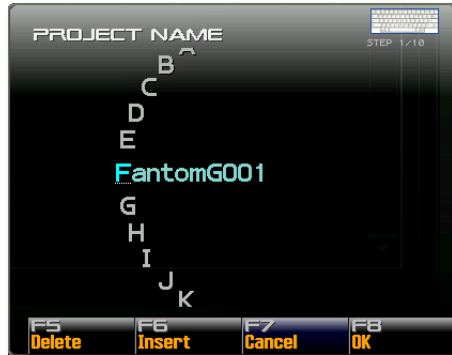 PROJECT NAME
STEP 1/10
B
C
D
E
FantomG001
G
H
I
J
K
F5 F6 F7 F8
Delete Insert Cancel OK